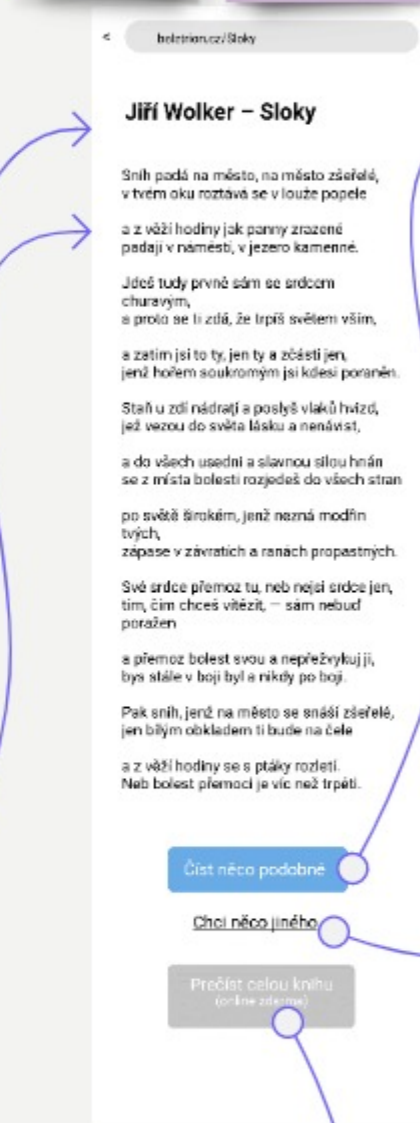 <
bolztrion.cz/Sloky
Jiří Wolker – Sloky
Sníh padá na město, na město zšeřelé,
v tvém oku roztává se v louže popele
a z věží hodiny jak panny zrazené
padají v náměstí, v jezero kamenné.
Jdeš tudy prvně sám se srdcem
churavým,
a proto se ti zdá, že trpíš světem vším,
a zatím jsi to ty, jen ty a zčásti jen,
jenž hořem soukromým jsi kdesi poraněn.
Staň u zdi nádraží a poslyš vlaků hvizd,
jež vezou do světa lásku a nenávist,
a do všech usedni a slavnou silou hnán
se z místa bolesti rozjedeš do všech stran
po světě širokém, jenž nezná modřin
tvých,
zápase v závratích a ranách propastných.
Své srdce přemoz tu, neb nejsi srdce jen,
tím, čím chceš vítězit, – sám nebuď
poražen
a přemoz bolest svou a nepřežvykuj ji,
bys stále v boji byl a nikdy po boji.
Pak sníh, jenž na město se snáší zšeřelé,
jen bílým obkladem ti bude na čele
a z věží hodiny se s ptáky rozletí.
Neb bolest přemoci je víc než trpěti.
Číst něco podobné
Chci něco jiného
Prečíst celou knihu
(online zdarma)